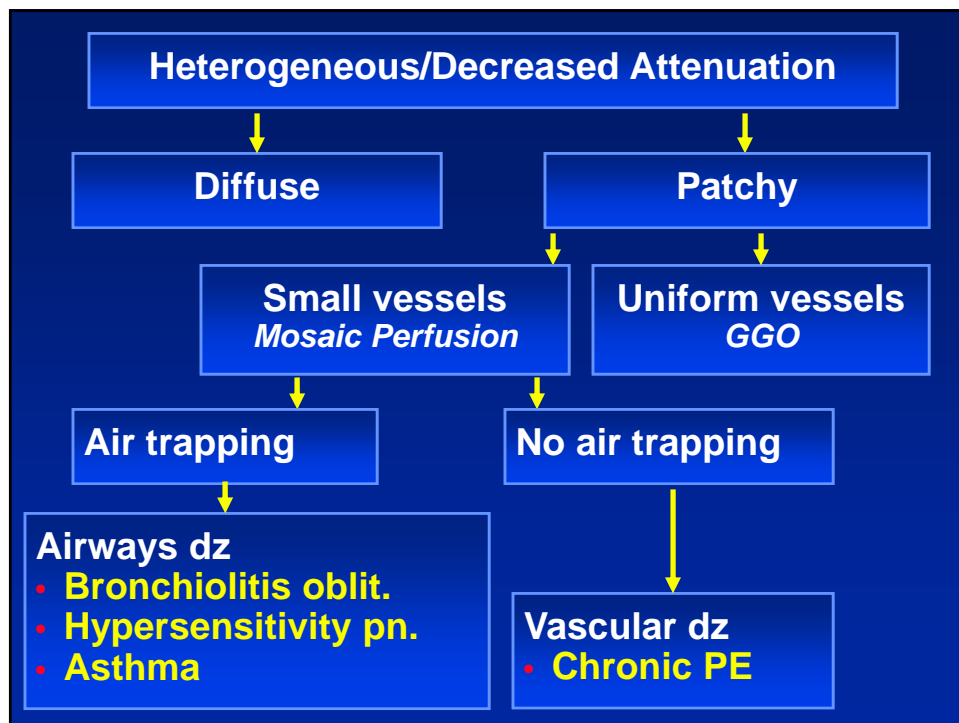 Heterogeneous/Decreased Attenuation
Diffuse
Patchy
Small vessels
Mosaic Perfusion
Uniform vessels
GGO
Air trapping
No air trapping
Airways dz
• Bronchiolitis oblit.
• Hypersensitivity pn.
• Asthma
Vascular dz
• Chronic PE